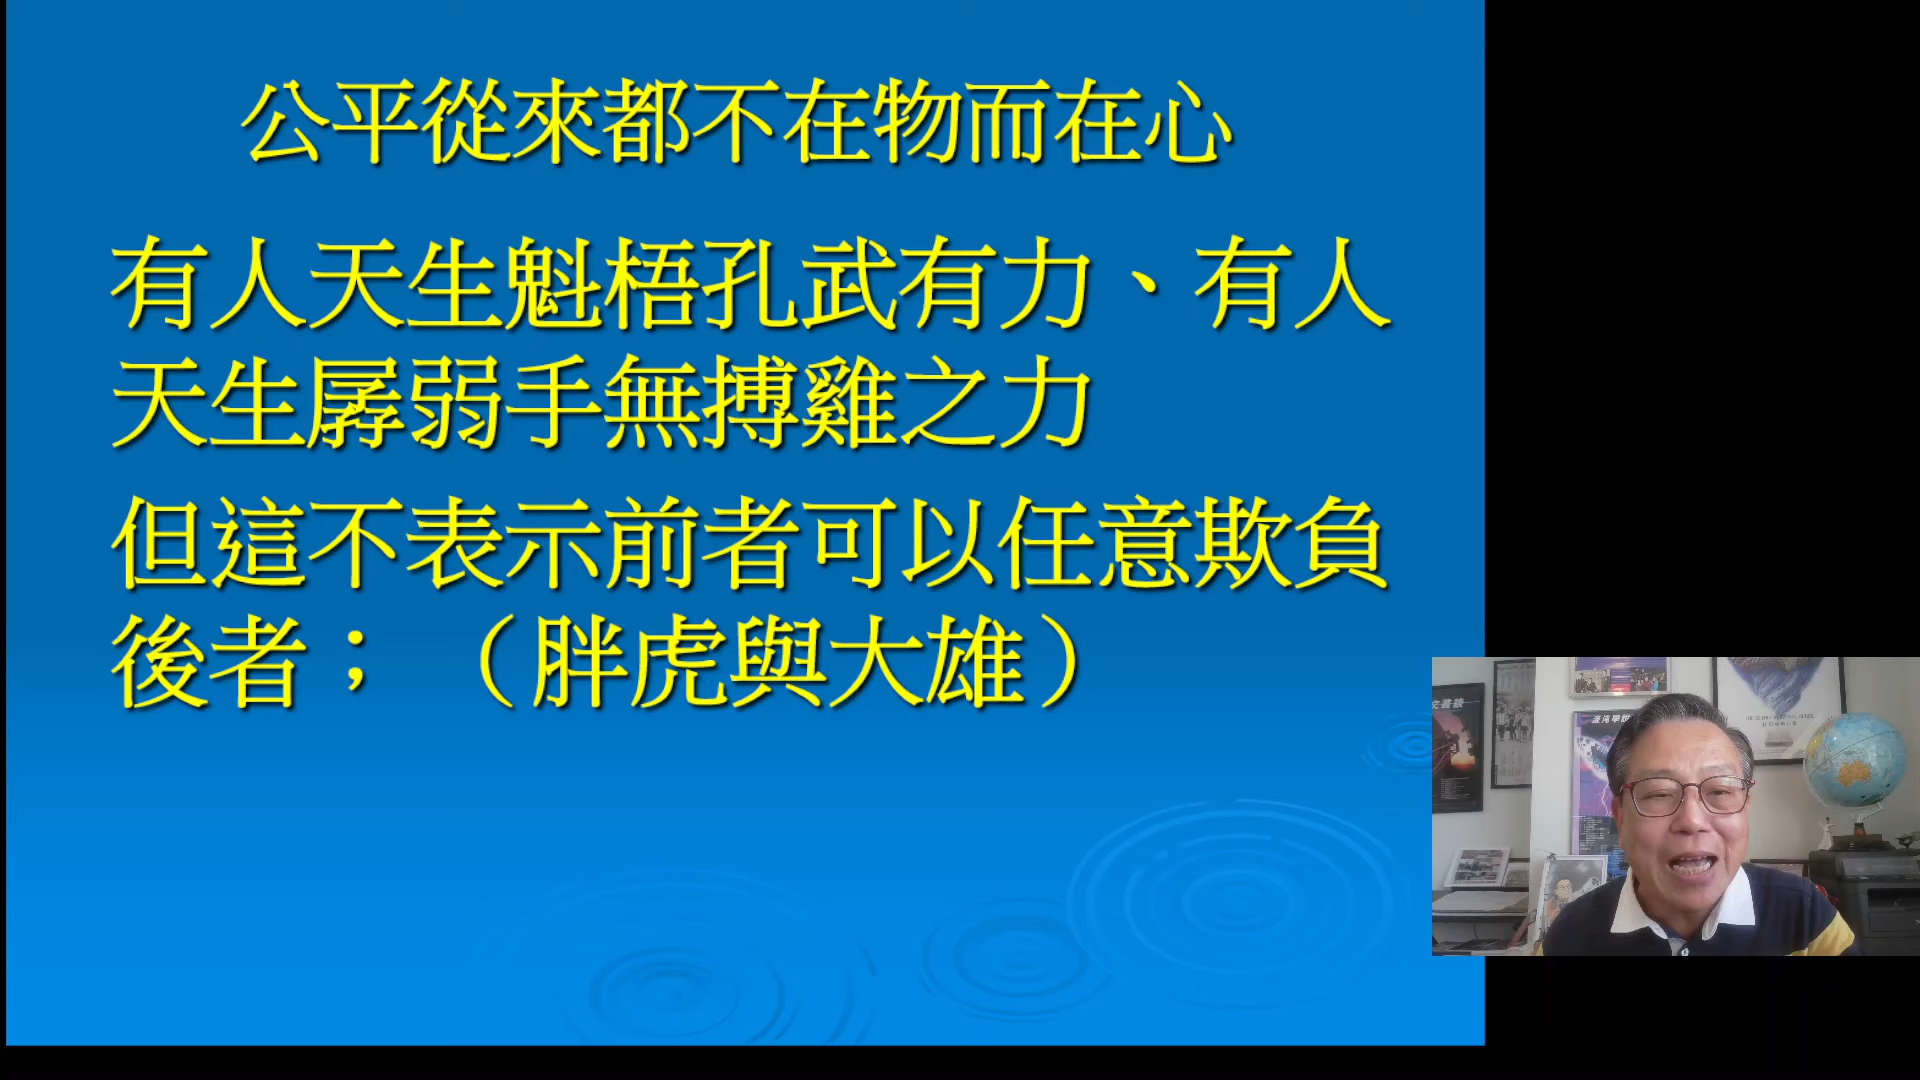 公平從來都不在物而在心
有人天生魁梧孔武有力、有人
天生孱弱手無搏雞之力
但這不表示前者可以任意欺負
後者；（胖虎與大雄）